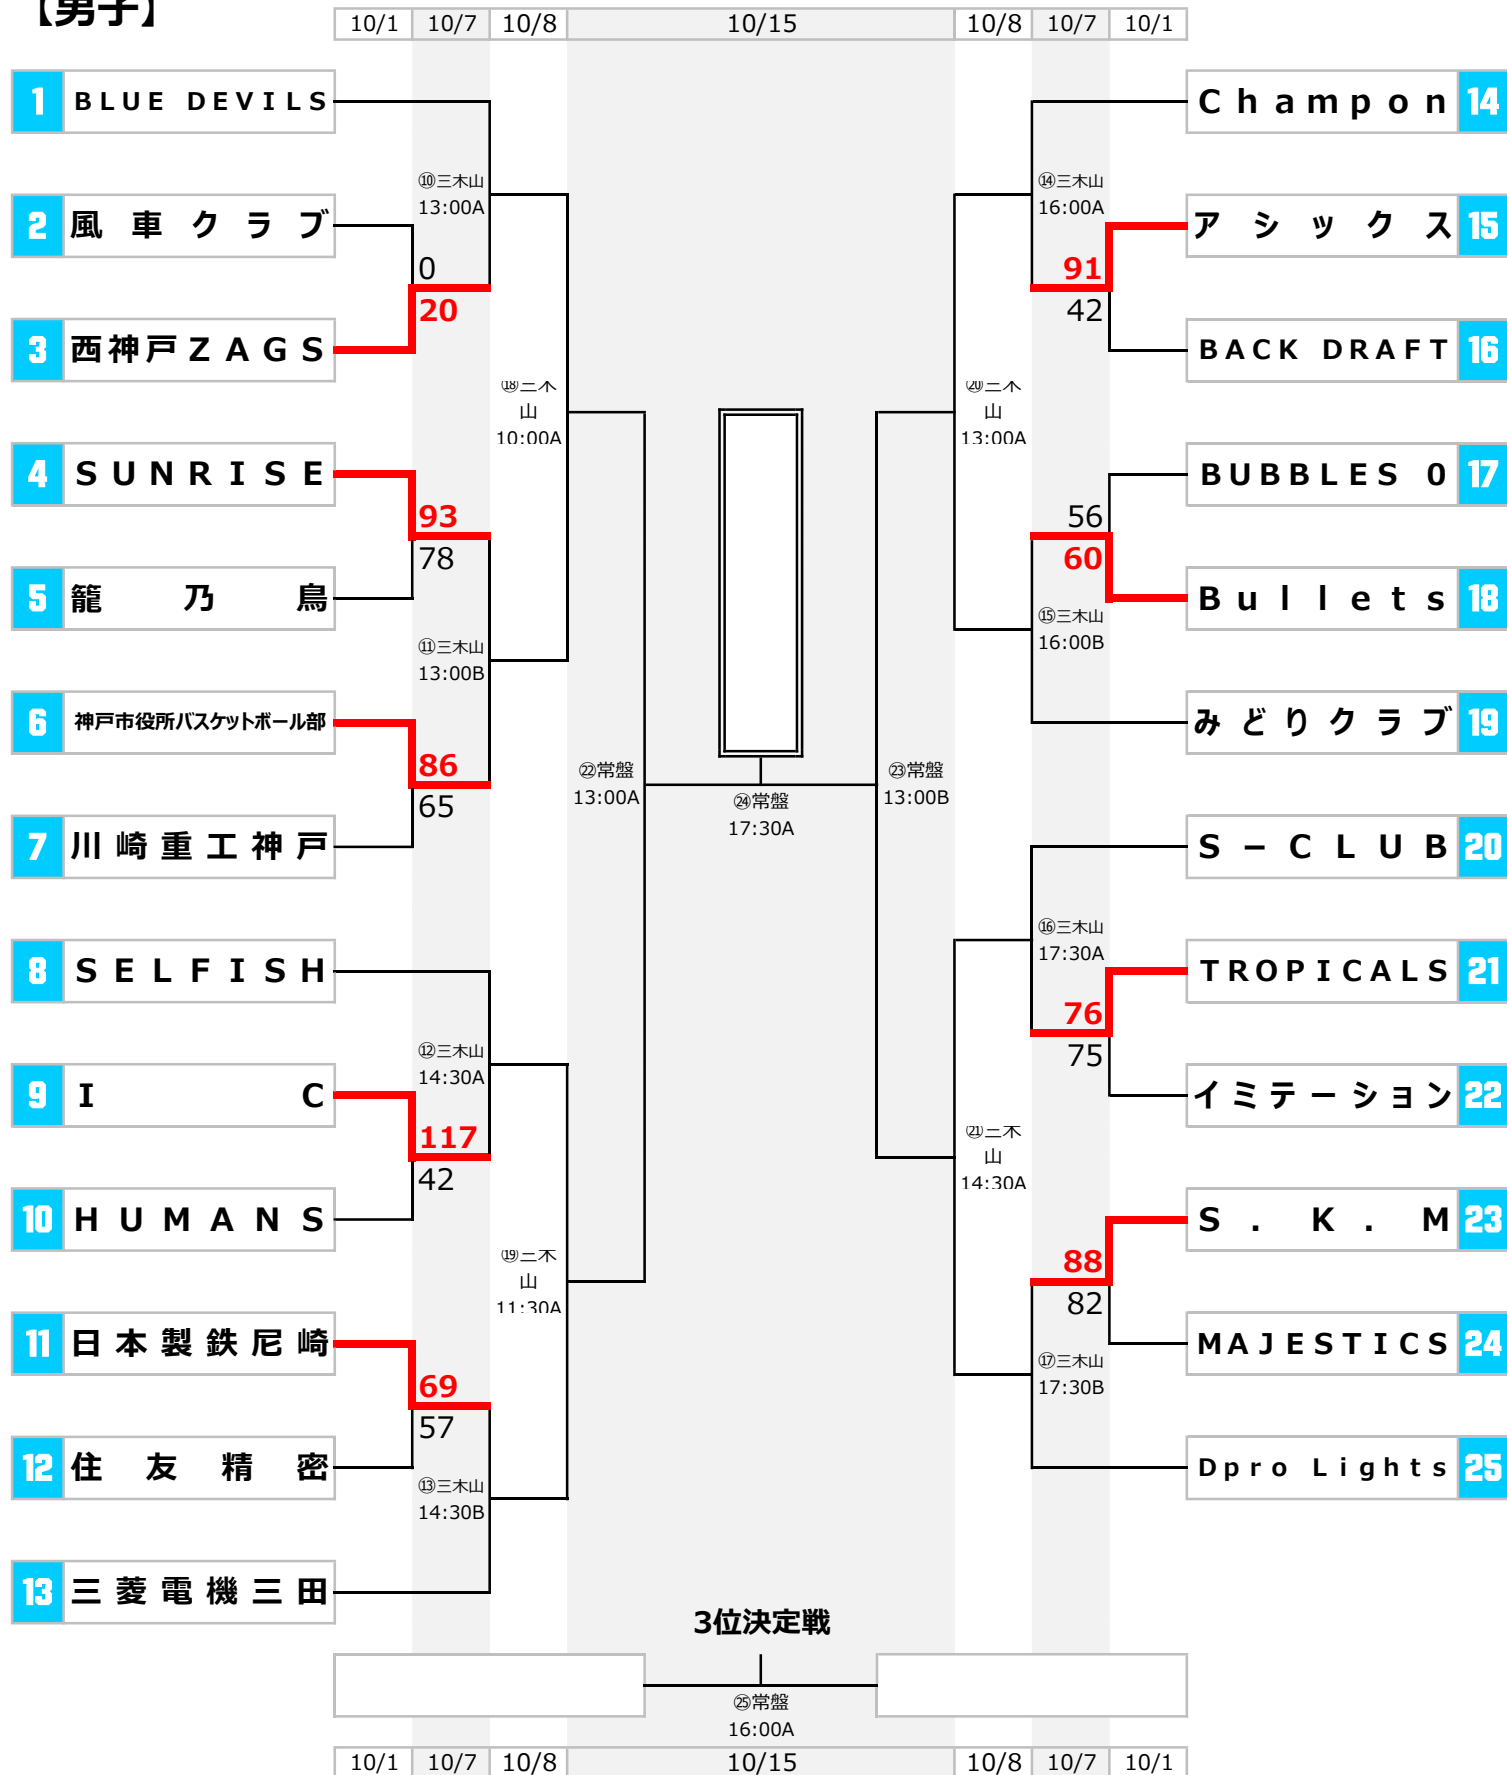 【男子】
10/1 10/7 10/8 10/15 10/8 10/7 10/1
1 BLUE DEVILS
2 風車クラブ
3 西神戸ZAGS
4 SUNRISE
5 籠乃鳥
6 神戸市役所バスケットボール部
7 川崎重工神戸
8 SELFISH
9 IC
10 HUMANS
11 日本製鉄尼崎
12 住友精密
13 三菱電機三田
⑩三木山
13:00A
0
20
93
78
⑪三木山
13:00B
86
65
⑫三木山
14:30A
117
42
69
57
⑬三木山
14:30B
⑱三木
山
10:00A
⑲三木
山
11:30A
㉒常盤
13:00A
㉔常盤
17:30A
㉓常盤
13:00B
⑳三木
山
13:00A
㉑三木
山
14:30A
⑭三木山
16:00A
91
42
56
60
⑮三木山
16:00B
⑯三木山
17:30A
76
75
88
82
⑰三木山
17:30B
Champon 14
アシックス 15
BACK DRAFT 16
BUBBLES 0 17
Bullets 18
みどりクラブ 19
S－CLUB 20
TROPICALS 21
イミテーション 22
S.K.M 23
MAJESTICS 24
Dpro Lights 25
3位決定戦
㉕常盤
16:00A
10/1 10/7 10/8 10/15 10/8 10/7 10/1